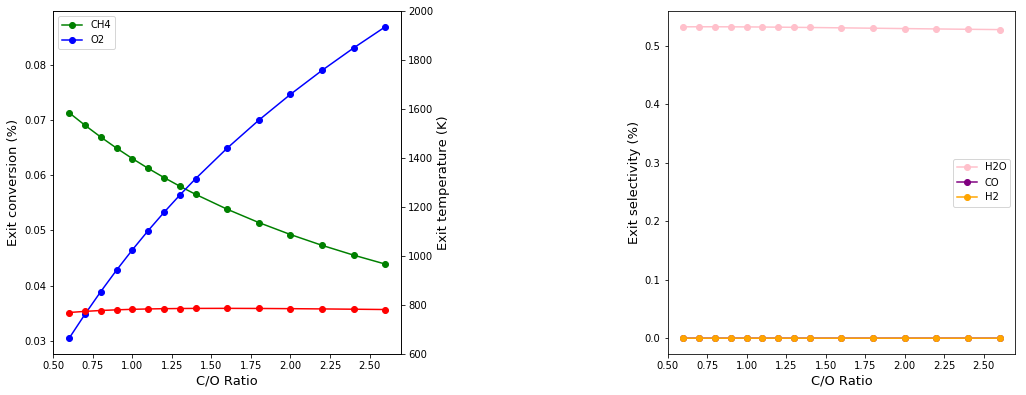 CH4
O2
0.08
0.07
0.06
0.05
0.04
0.03
Exit conversion (%)
0.50 0.75 1.00 1.25 1.50 1.75 2.00 2.25 2.50
C/O Ratio
2000
1800
1600
1400
1200
1000
800
600
Exit temperature (K)
0.5
0.4
0.3
0.2
0.1
0.0
Exit selectivity (%)
H2O
CO
H2
0.50 0.75 1.00 1.25 1.50 1.75 2.00 2.25 2.50
C/O Ratio